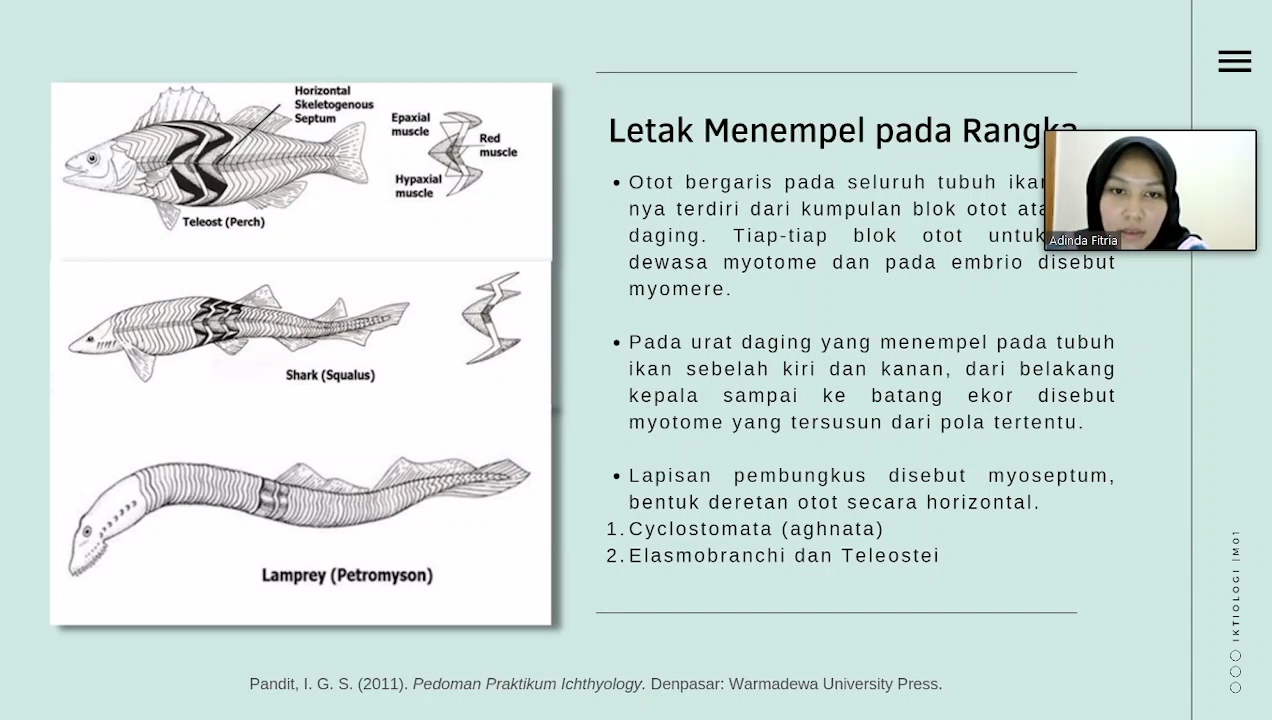 Horizontal
Skeletogenous
Septum
Epaxial
muscle
Red
muscle
Hypaxial
muscle
Teleost (Perch)
Shark (Squalus)
Lamprey (Petromyson)
Letak Menempel pada Rangka
Otot bergaris pada seluruh tubuh
nya terdiri dari kumpulan blok otot
daging. Tiap-tiap blok otot
dewasa myotome dan pada embrio disebut
myomere.
Pada urat daging yang menempel pada tubuh
ikan sebelah kiri dan kanan, dari belakang
kepala sampai ke batang ekor disebut
myotome yang tersusun dari pola tertentu.
Lapisan pembungkus disebut myoseptum,
bentuk deretan otot secara horizontal.
1. Cyclostomata (aghnata)
2. Elasmobranchi dan Teleostei
Adinda Fitria
IKTIOLOGI |M01
Pandit, I. G. S. (2011). Pedoman Praktikum Ichthyology. Denpasar: Warmadewa University Press.